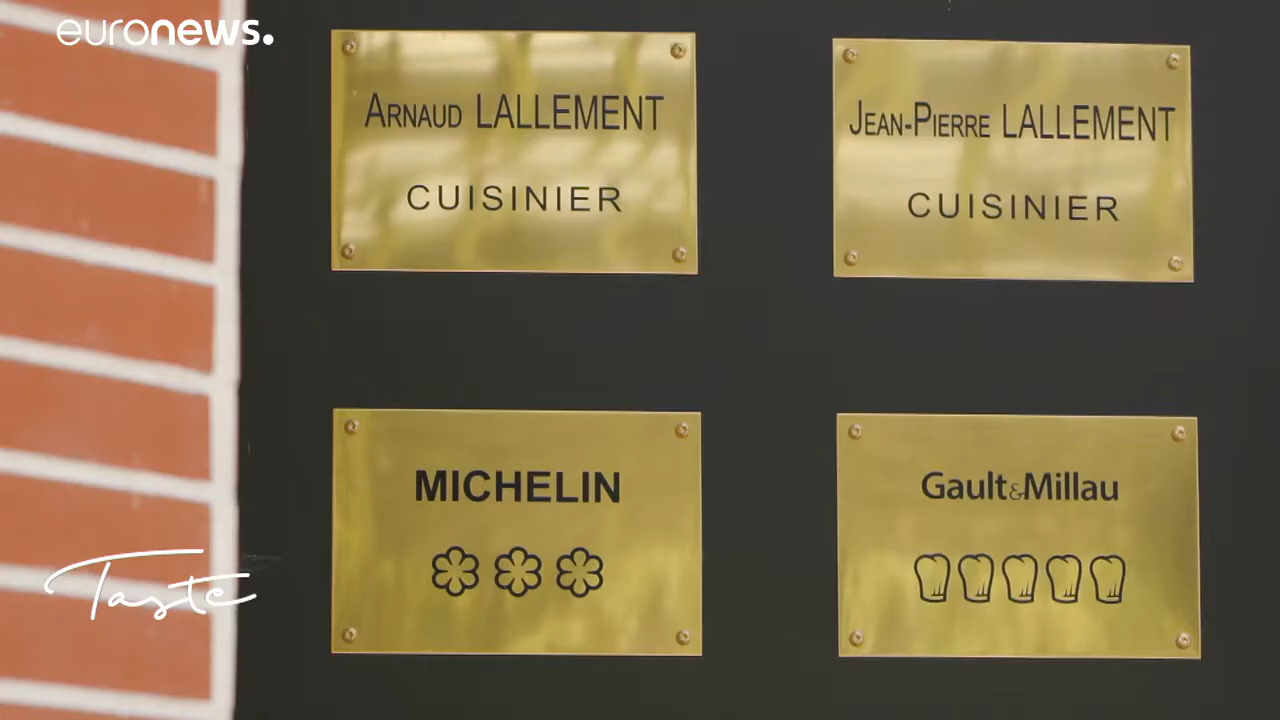 euronews.
Arnaud LALLEMENT
CUISINIER
Jean-Pierre LALLEMENT
CUISINIER
MICHELIN
Gault&Millau
Taste